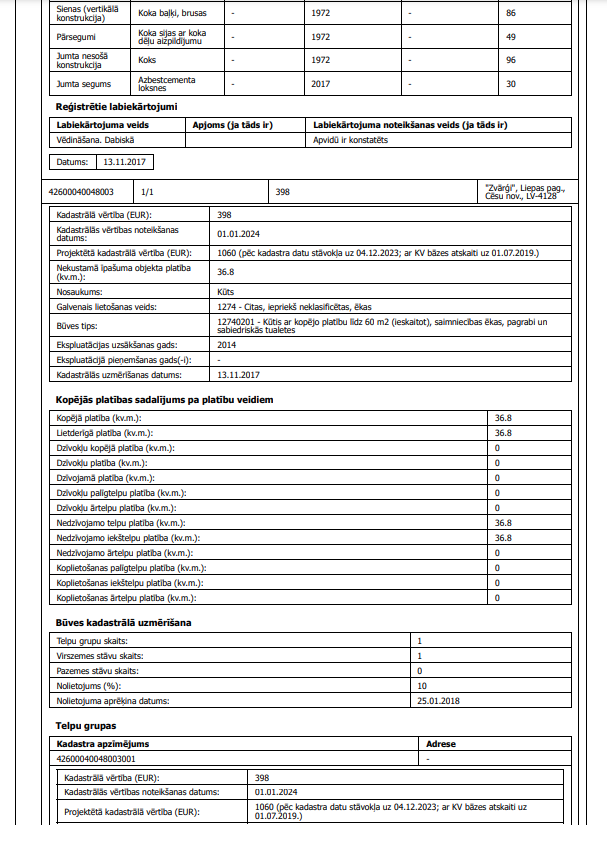 Sienas (vertikālā konstrukcija) Koka baļķi, brusas - 1972 - 86
Pārsegumi Koka sijas ar koka dēļu aizpildījumu - 1972 - 49
Jumta nesošā konstrukcija Koks - 1972 - 96
Jumta segums Azbestcementa loksnes - 2017 - 30
Reģistrētie labiekārtojumi
Labiekārtojuma veids Apjoms (ja tāds ir) Labiekārtojuma noteikšanas veids (ja tāds ir)
Vēdināšana. Dabiskā Apvidū ir konstatēts
Datums: 13.11.2017
42600040048003 1/1 398 "Zvārģi", Liepas pag., Cēsu nov., LV-4128
Kadastrālā vērtība (EUR): 398
Kadastrālās vērtības noteikšanas datums: 01.01.2024
Projektētā kadastrālā vērtība (EUR): 1060 (pēc kadastra datu stāvokļa uz 04.12.2023; ar KV bāzes atskaiti uz 01.07.2019.)
Nekustamā īpašuma objekta platība (kv.m.): 36.8
Nosaukums: Kūts
Galvenais lietošanas veids: 1274 - Citas, iepriekš neklasificētas, ēkas
Būves tips: 12740201 - Kūtis ar kopējo platību līdz 60 m2 (ieskaitot), saimniecības ēkas, pagrabi un sabiedriskās tualetes
Ekspluatācijas uzsākšanas gads: 2014
Ekspluatācijā pieņemšanas gads(-i): -
Kadastrālās uzmērīšanas datums: 13.11.2017
Kopējās platības sadalījums pa platību veidiem
Kopējā platība (kv.m.): 36.8
Lietderīgā platība (kv.m.): 36.8
Dzīvokļu kopējā platība (kv.m.): 0
Dzīvokļu platība (kv.m.): 0
Dzīvojamā platība (kv.m.): 0
Dzīvokļu palīgtelpu platība (kv.m.): 0
Dzīvokļu ārtelpu platība (kv.m.): 0
Nedzīvojamo telpu platība (kv.m.): 36.8
Nedzīvojamo iekštelpu platība (kv.m.): 36.8
Nedzīvojamo ārtelpu platība (kv.m.): 0
Koplietošanas palīgtelpu platība (kv.m.): 0
Koplietošanas iekštelpu platība (kv.m.): 0
Koplietošanas ārtelpu platība (kv.m.): 0
Būves kadastrālā uzmērīšana
Telpu grupu skaits: 1
Virszemes stāvu skaits: 1
Pazemes stāvu skaits: 0
Nolietojums (%): 10
Nolietojuma aprēķina datums: 25.01.2018
Telpu grupas
Kadastra apzīmējums Adrese
42600040048003001 -
Kadastrālā vērtība (EUR): 398
Kadastrālās vērtības noteikšanas datums: 01.01.2024
Projektētā kadastrālā vērtība (EUR): 1060 (pēc kadastra datu stāvokļa uz 04.12.2023; ar KV bāzes atskaiti uz 01.07.2019.)